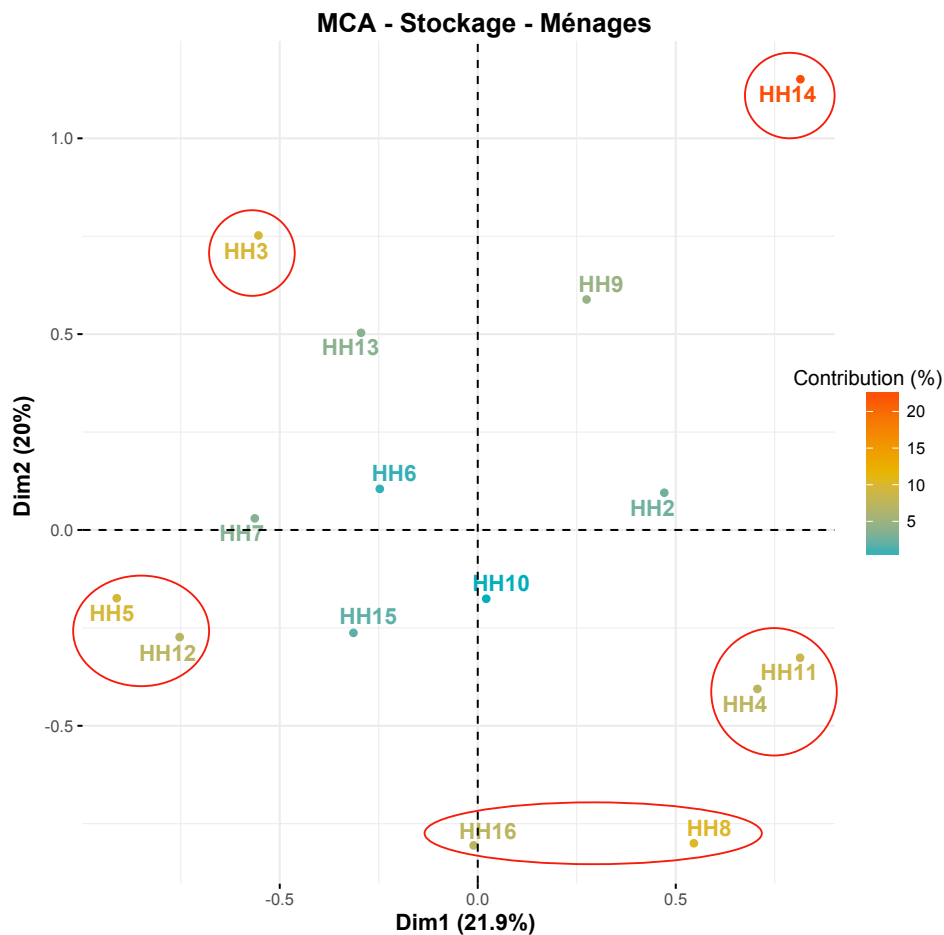 MCA - Stockage - Ménages
HH14
1.0
HH3
HH9
0.5
HH13
Contribution (%)
20
15
10
5
Dim2 (20%)
HH6
HH2
0.0
HH7
HH10
HH5
HH15
HH12
HH11
HH4
-0.5
HH16
HH8
-0.5
0.0
0.5
Dim1 (21.9%)